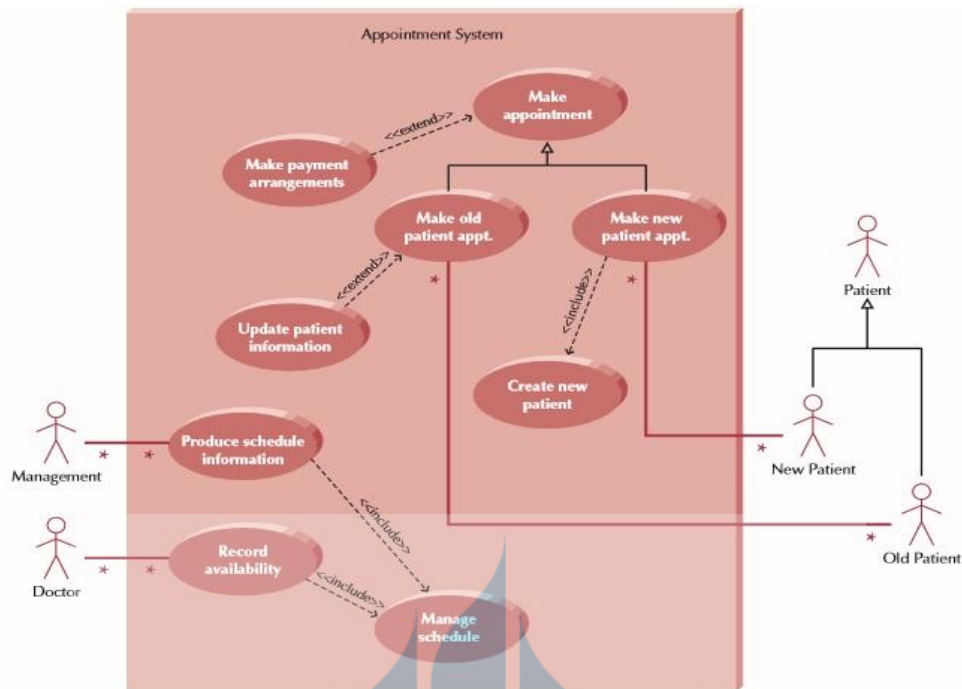 Appointment System
Make
appointment
<<extend>>
Make payment
arrangements
Make old
patient appt.
Make new
patient appt.
*
*
<<extend>>
<<include>>
Patient
Update patient
information
Create new
patient
Management
*
*
Produce schedule
information
*
New Patient
<<include>>
Doctor
*
*
Record
availability
*
Old Patient
<<include>>
Manage
schedule